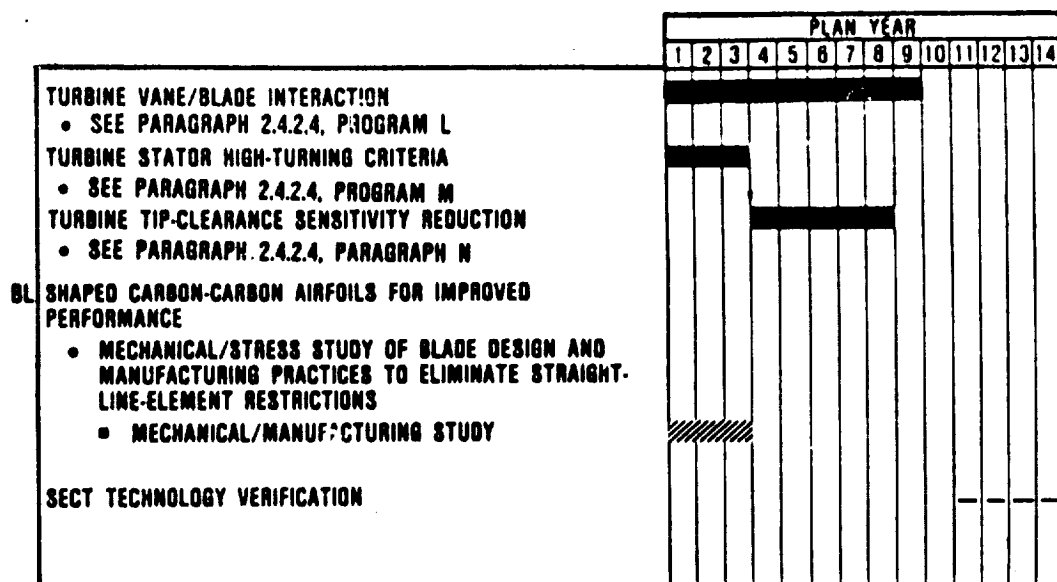 PLAN YEAR
1 2 3 4 5 6 7 8 9 10 11 12 13 14
TURBINE VANE/BLADE INTERACTION
• SEE PARAGRAPH 2.4.2.4, PROGRAM L
TURBINE STATOR HIGH-TURNING CRITERIA
• SEE PARAGRAPH 2.4.2.4, PROGRAM M
TURBINE TIP-CLEARANCE SENSITIVITY REDUCTION
• SEE PARAGRAPH 2.4.2.4, PARAGRAPH N
BL SHAPED CARBON-CARBON AIRFOILS FOR IMPROVED
PERFORMANCE
• MECHANICAL/STRESS STUDY OF BLADE DESIGN AND
MANUFACTURING PRACTICES TO ELIMINATE STRAIGHT-
LINE-ELEMENT RESTRICTIONS
■ MECHANICAL/MANUFACTURING STUDY
SECT TECHNOLOGY VERIFICATION